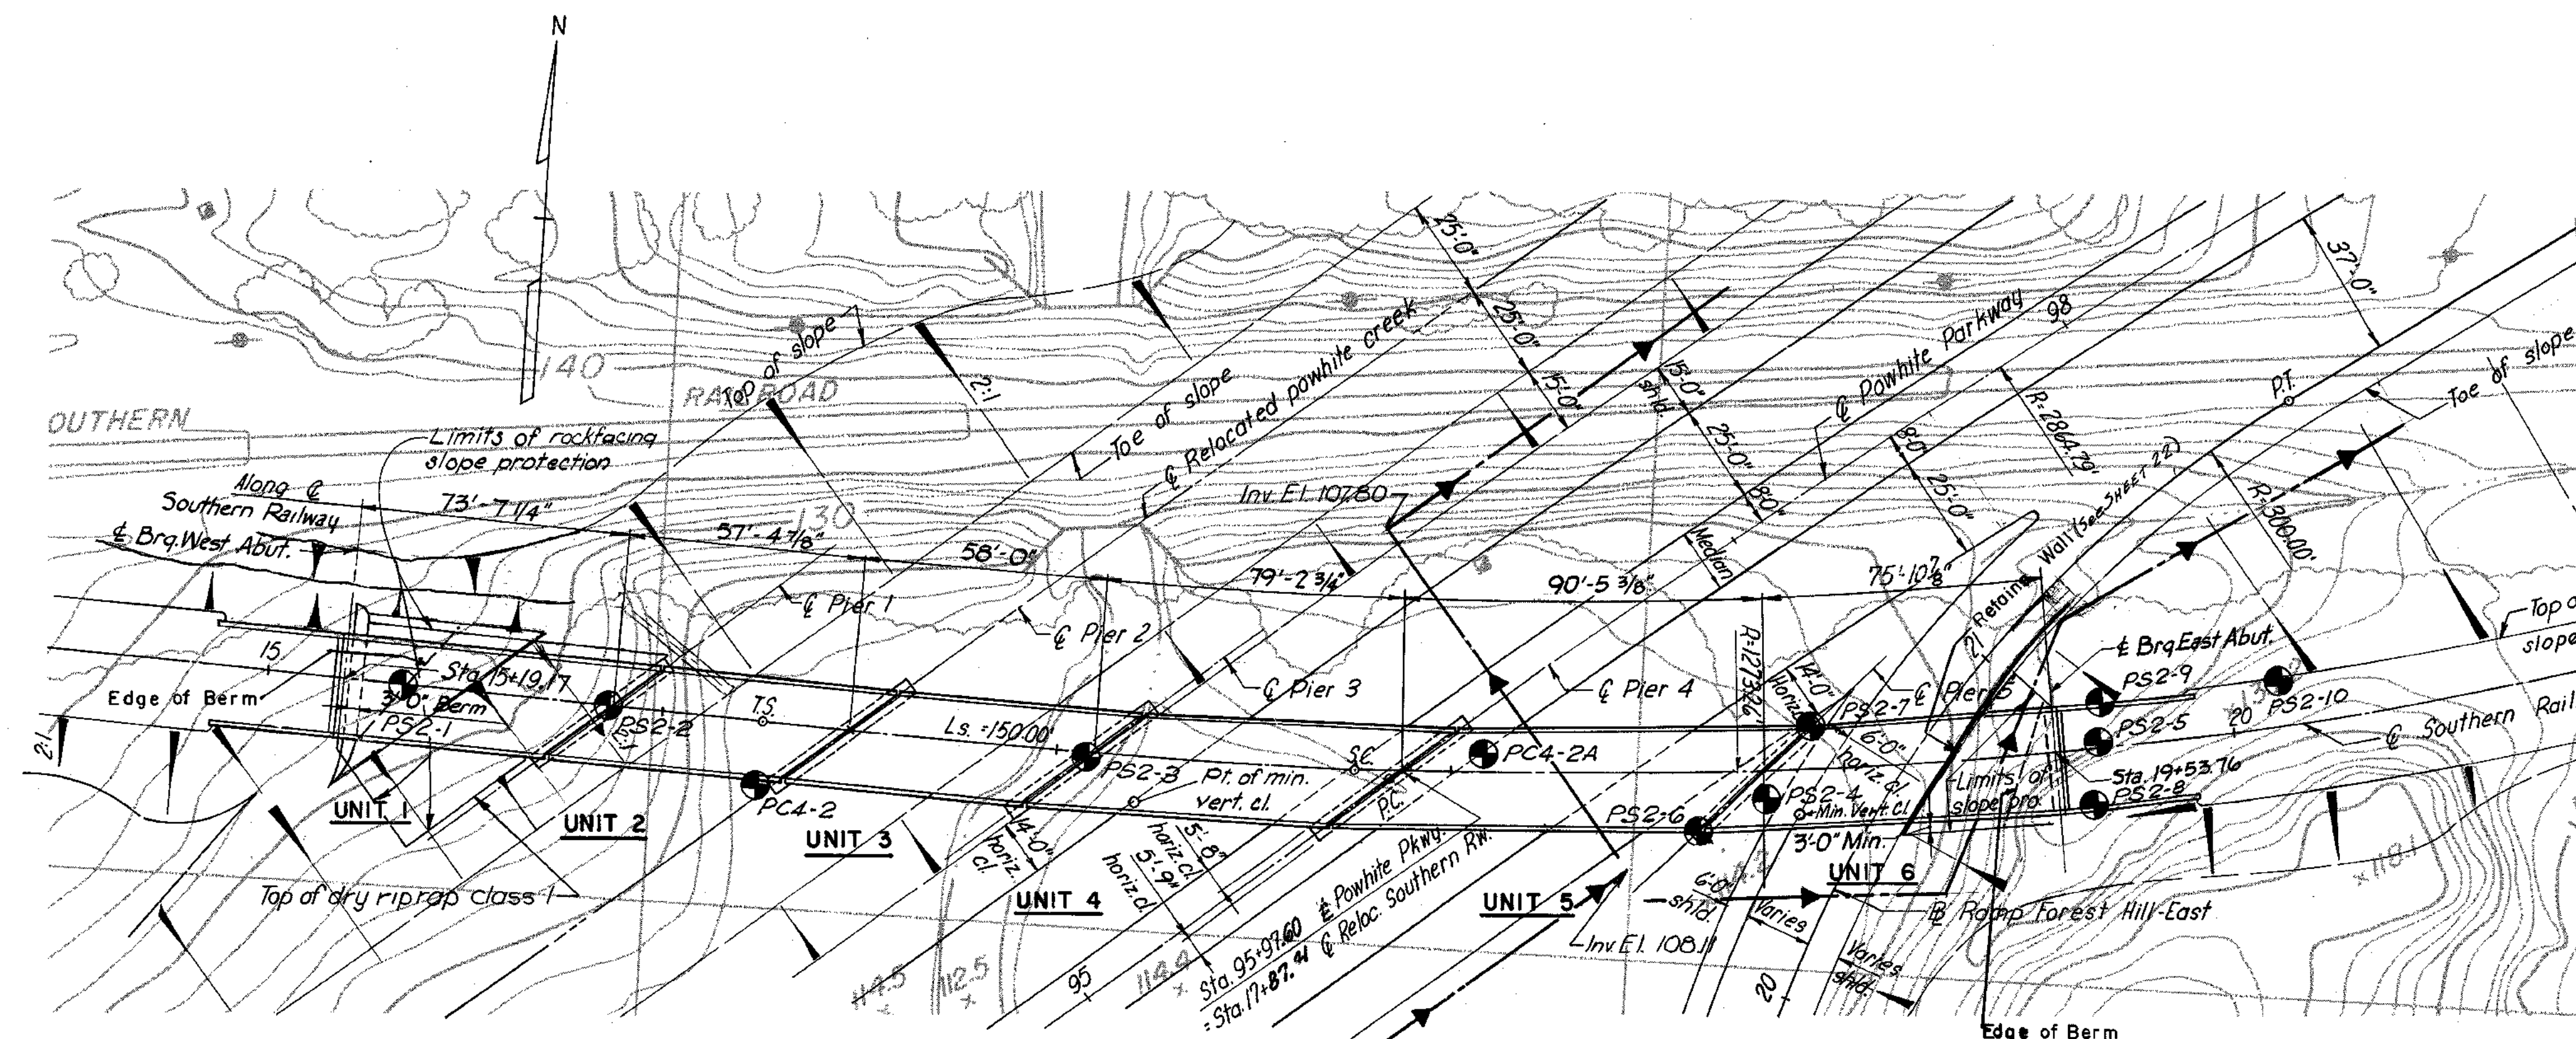 N
140
RAILROAD
OUTHERN
Top of slope
2:1
Toe of slope
℄ Relocated powhite creek
25'-0"
25'-0"
15'-0"
15'-0"
shld.
25'-0"
8'-0"
Median
℄ Powhite Parkway
98
8'-0"
25'-0"
R=2864.79'
37'-0"
P.T.
Toe of slope
R=300.00'
Limits of rockfacing
slope protection
Along ℄
Southern Railway
℄ Brg. West Abut.
73'-7 1/4"
57'-4 7/8"
130
58'-0"
79'-2 3/4"
90'-5 3/8"
75'-10 7/8"
Inv. El. 107.80
℄ Pier 1
℄ Pier 2
℄ Pier 3
℄ Pier 4
℄ Pier 5
R=1273.26
14'-0"
Horiz.
21
Retaining Wall (See SHEET 22)
℄ Brg East Abut.
Top o
slope
15
Edge of Berm
Sta. 15+19.17
3'-0" Berm
PS2-1
PS2-2
T.S.
Ls. =150.00'
PS2-3
Pt. of min.
vert. cl.
S.C.
P.C.
PC4-2
PC4-2A
PS2-7
6'-0"
horiz. cl.
PS2-9
PS2-10
PS2-5
20
℄ Southern Rail
Sta. 19+53.76
PS2-8
Limits of
slope pro.
PS2-4
Min. Vert. Cl.
PS2-6
3'-0" Min.
2:1
UNIT 1
UNIT 2
UNIT 3
UNIT 4
UNIT 5
UNIT 6
14'-0"
horiz.
cl.
5'-8"
horiz. cl.
5'-9"
horiz. cl.
Top of dry riprap class 1
6'-0"
shld.
Varies
Varies
shld.
B Ramp Forest Hill-East
Inv El. 108.11
Sta. 95+97.60 ℄ Powhite Pkwy.
= Sta. 17+87.91 ℄ Reloc. Southern Rw.
114.5
112.5
114.4
95
20
118.1
Edge of Berm